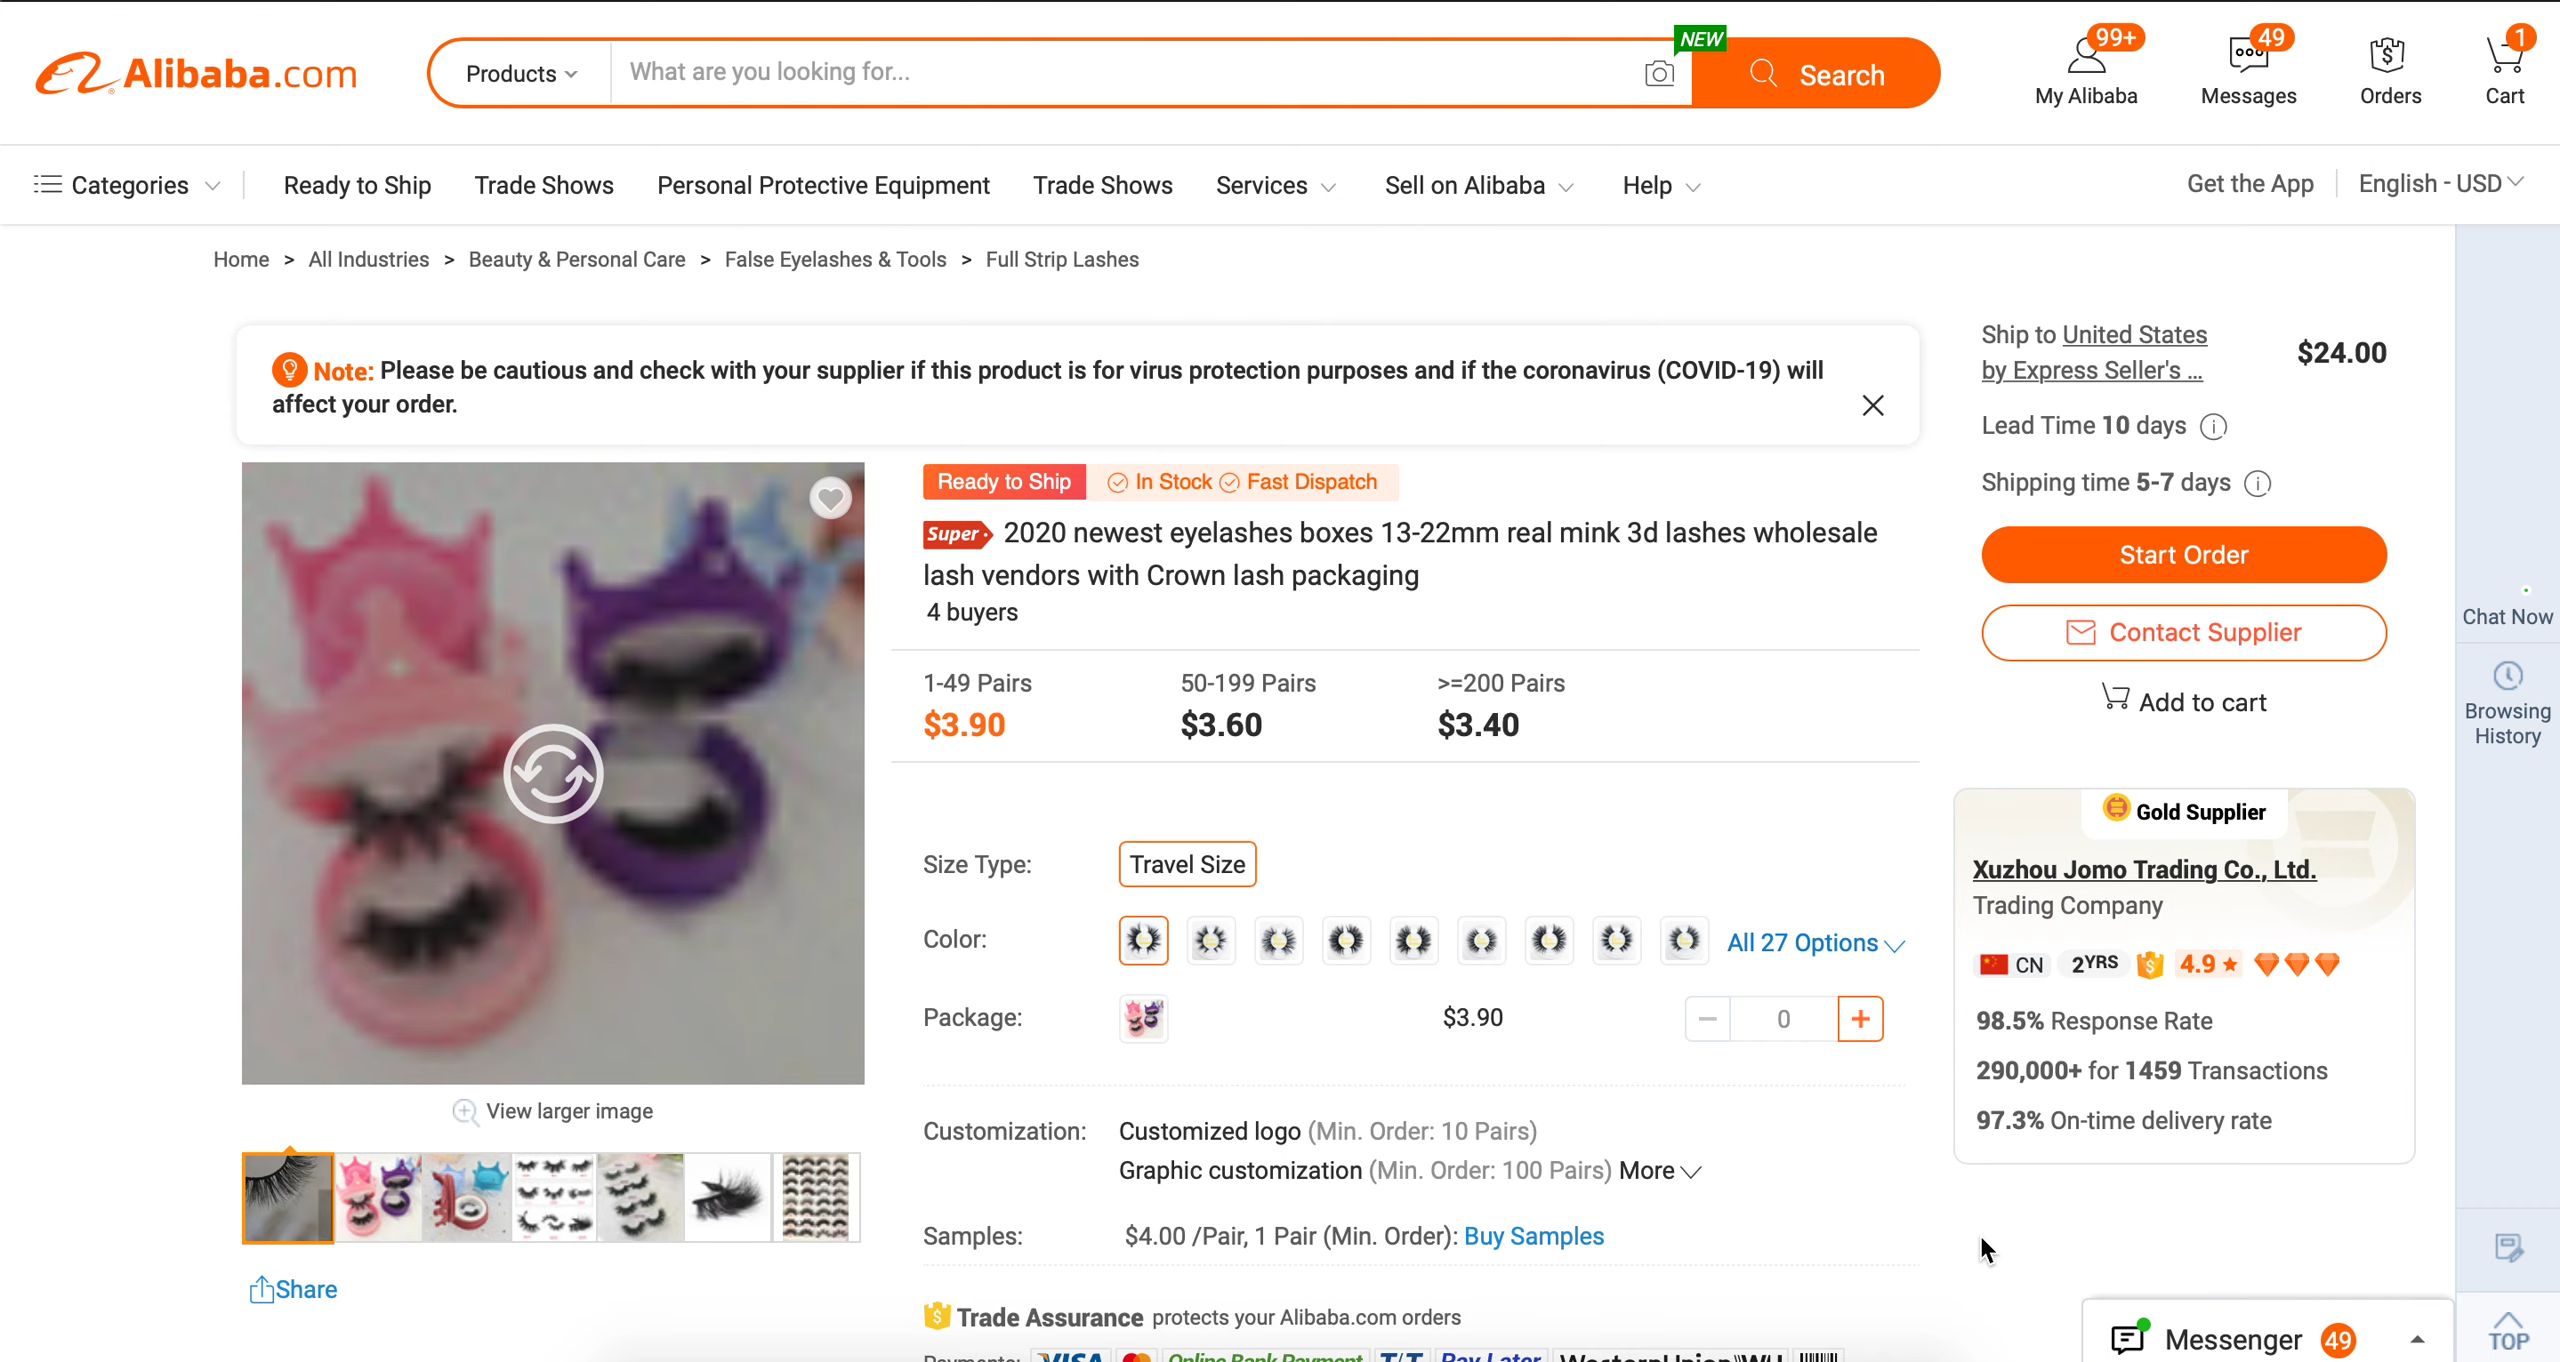 Alibaba.com
Products
What are you looking for...
NEW
Search
99+
My Alibaba
49
Messages
Orders
1
Cart
Categories
Ready to Ship
Trade Shows
Personal Protective Equipment
Trade Shows
Services
Sell on Alibaba
Help
Get the App
English - USD
Home > All Industries > Beauty & Personal Care > False Eyelashes & Tools > Full Strip Lashes
Note: Please be cautious and check with your supplier if this product is for virus protection purposes and if the coronavirus (COVID-19) will
affect your order.
Ready to Ship
In Stock
Fast Dispatch
Super
2020 newest eyelashes boxes 13-22mm real mink 3d lashes wholesale
lash vendors with Crown lash packaging
4 buyers
1-49 Pairs
$3.90
50-199 Pairs
$3.60
>=200 Pairs
$3.40
Size Type:
Travel Size
Color:
All 27 Options
Package:
$3.90
0
Customization:
Customized logo (Min. Order: 10 Pairs)
Graphic customization (Min. Order: 100 Pairs) More
Samples:
$4.00 /Pair, 1 Pair (Min. Order): Buy Samples
Trade Assurance protects your Alibaba.com orders
Payments:
VISA
Online Bank Payment
T/T
Pay Later
WesternUnion WU
View larger image
Share
Ship to United States
by Express Seller's ...
$24.00
Lead Time 10 days
Shipping time 5-7 days
Start Order
Contact Supplier
Add to cart
Gold Supplier
Xuzhou Jomo Trading Co., Ltd.
Trading Company
CN
2YRS
4.9
98.5% Response Rate
290,000+ for 1459 Transactions
97.3% On-time delivery rate
Chat Now
Browsing
History
Messenger
49
TOP